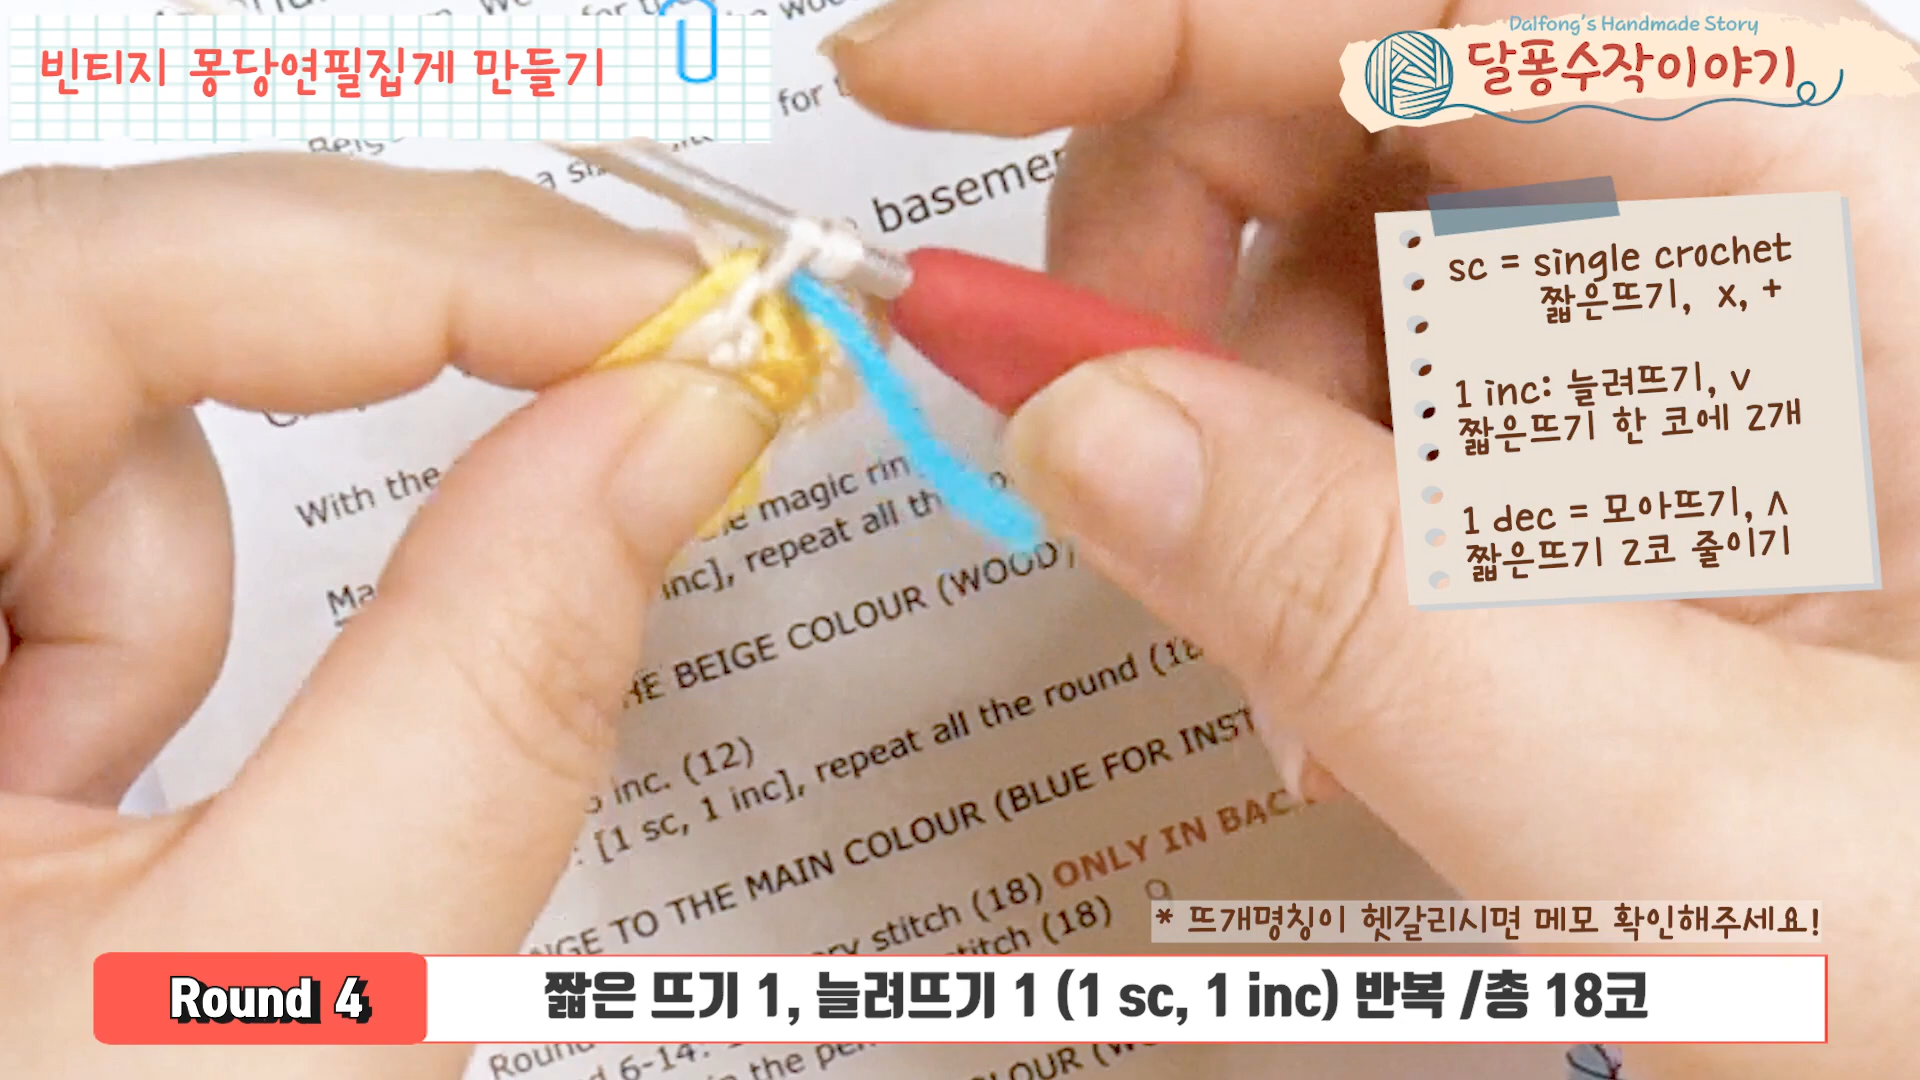 빈티지 몽당연필집게 만들기
Dalfong's Handmade Story
달퐁수작이야기
sc = single crochet
짧은뜨기, x, +
1 inc: 늘려뜨기, v
짧은뜨기 한 코에 2개
1 dec = 모아뜨기, ʌ
짧은뜨기 2코 줄이기
for
a
With the
magic
inc], repeat all
BEIGE COLOUR (WOOD)
inc. (12)
: [1 sc, 1 inc], repeat all the round
TO THE MAIN COLOUR (BLUE FOR
stitch (18) ONLY IN
stitch (18)
* 뜨개명칭이 헷갈리시면 메모 확인해주세요!
Round 4
짧은 뜨기 1, 늘려뜨기 1 (1 sc, 1 inc) 반복 /총 18코
6-14:
the